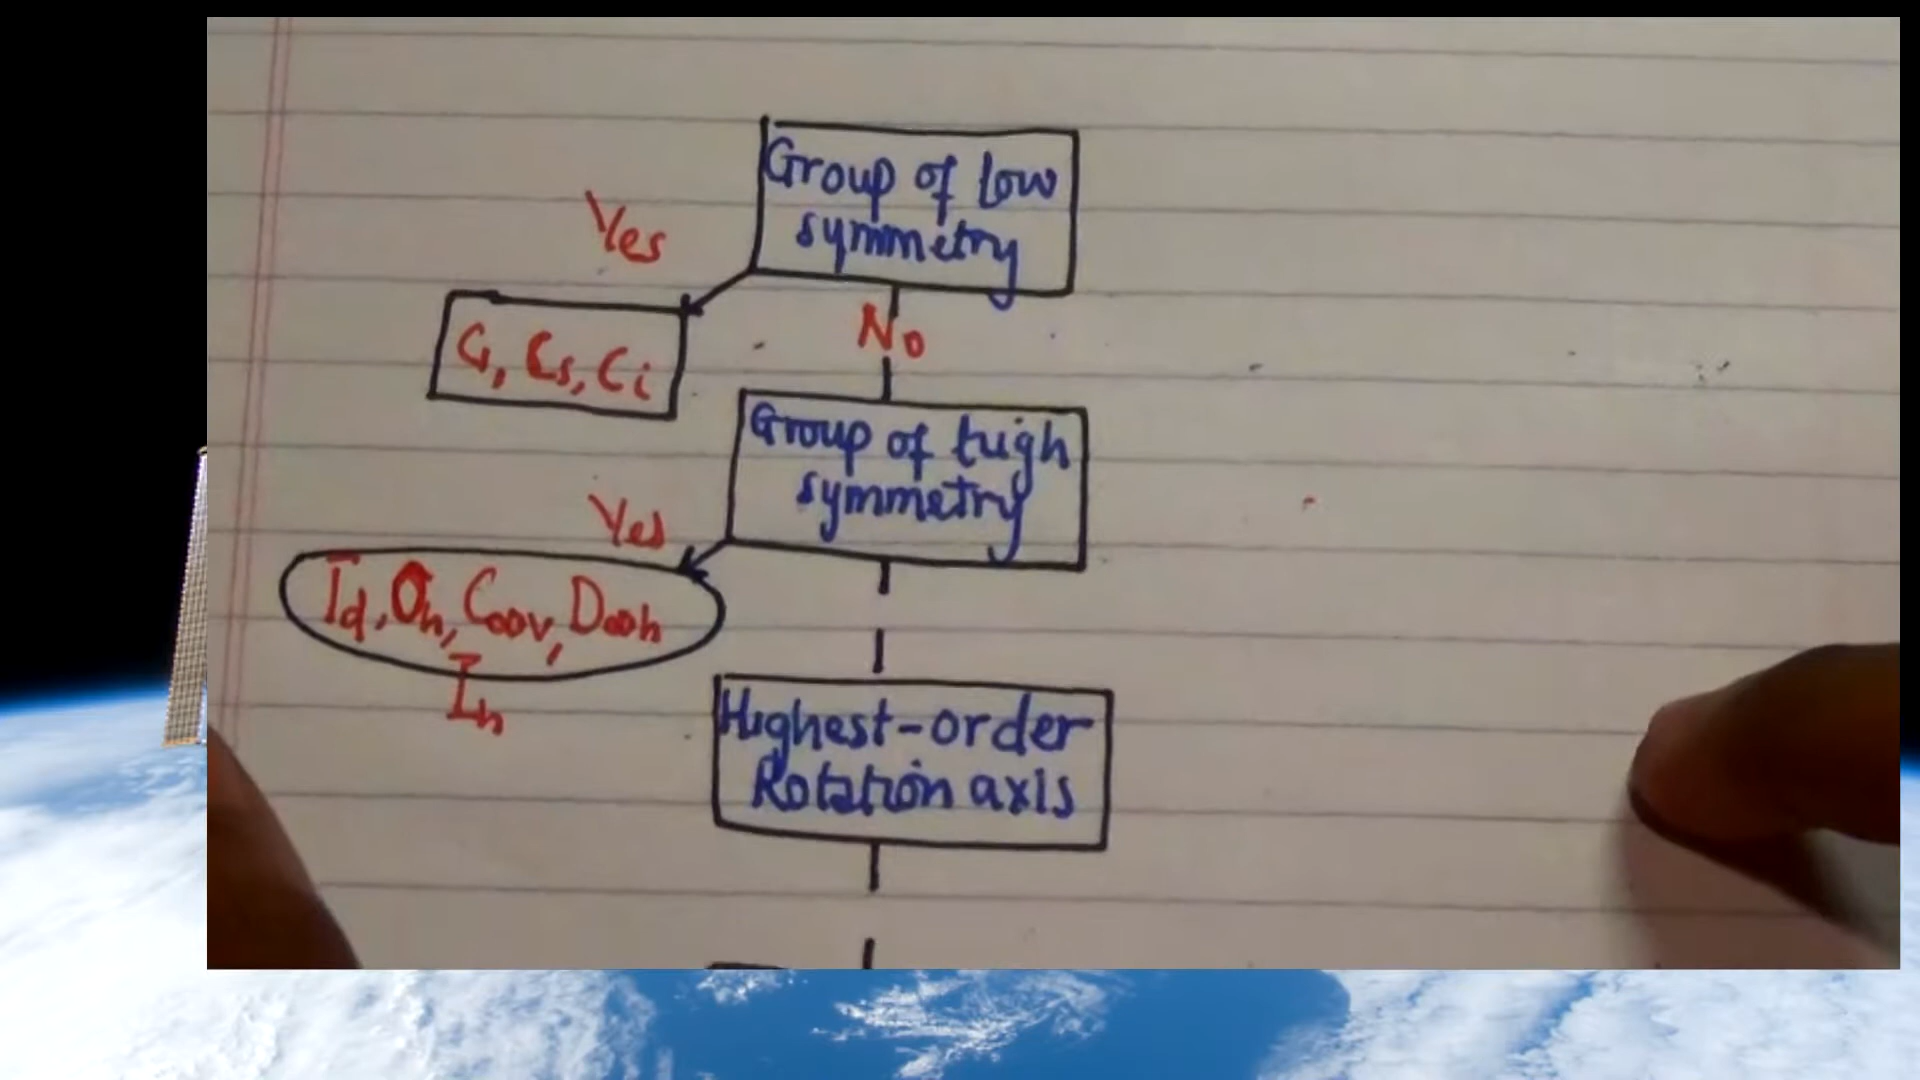 Group of low
symmetry
Yes
No
C1, Cs, Ci
Group of high
symmetry
Yes
Td, Oh, C∞v, D∞h
Ih
Highest-order
Rotation axis